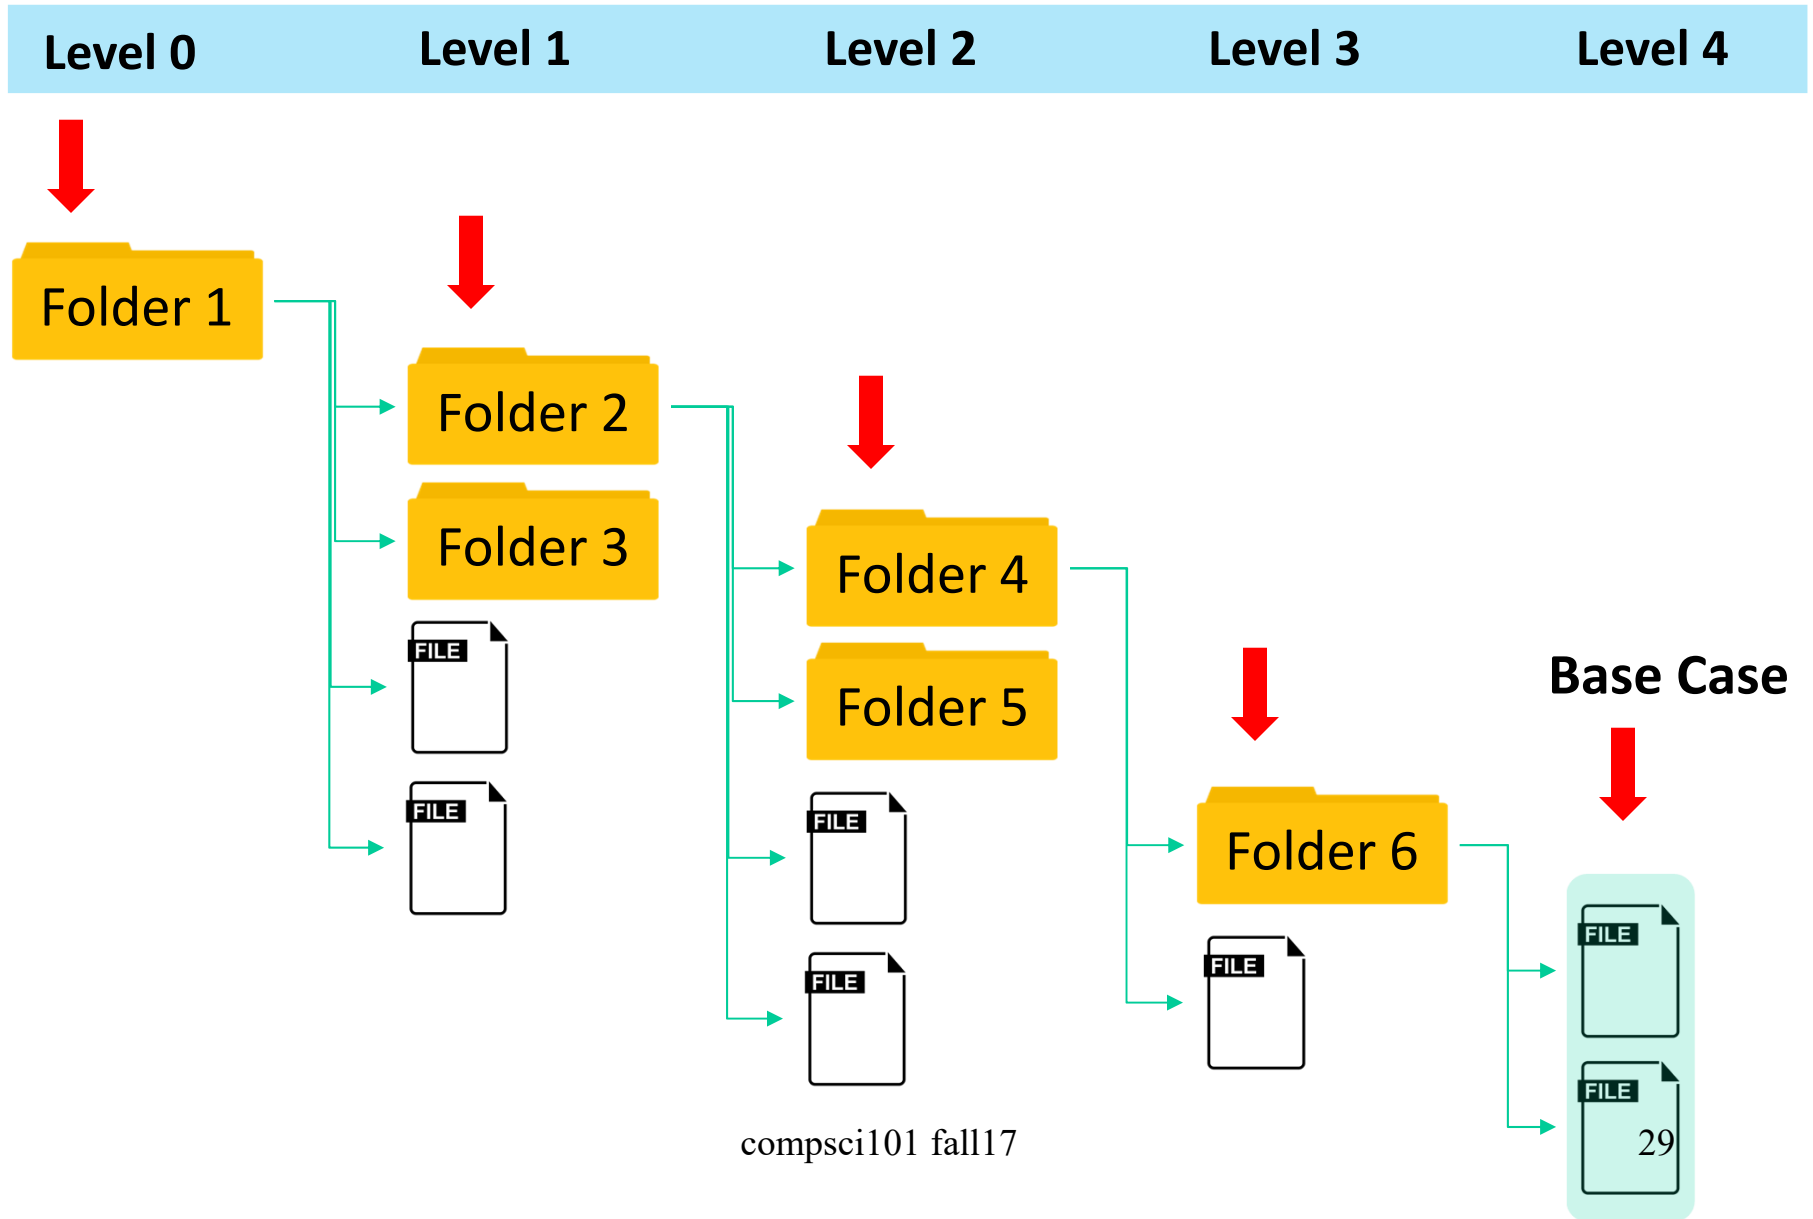 Level 0
Level 1
Level 2
Level 3
Level 4
Folder 1
Folder 2
Folder 3
FILE
FILE
Folder 4
Folder 5
FILE
FILE
Folder 6
FILE
Base Case
FILE
FILE
compsci101 fall17
29